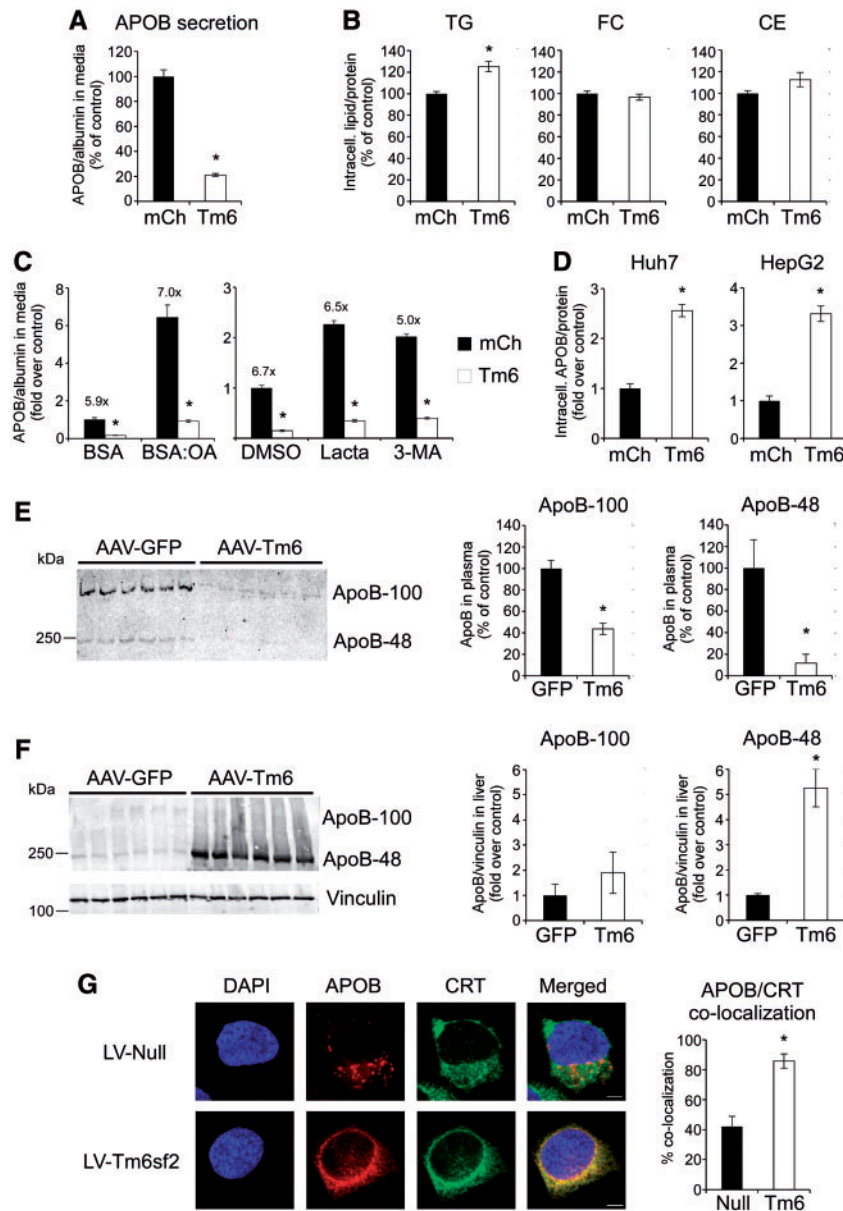 A APOB secretion
APOB/albumin in media
(% of control)
120
100
80
60
40
20
0
*
mCh Tm6
B TG FC CE
Intracell. lipid/protein
(% of control)
140
120
100
80
60
40
20
0
*
mCh Tm6
140
120
100
80
60
40
20
0
mCh Tm6
140
120
100
80
60
40
20
0
mCh Tm6
C
APOB/albumin in media
(fold over control)
8
6
4
2
0
5.9x
*
7.0x
*
BSA BSA:OA
3
2
1
0
6.7x
*
6.5x
*
5.0x
*
DMSO Lacta 3-MA
mCh
Tm6
D Huh7 HepG2
Intracell. APOB/protein
(fold over control)
3
2
1
0
*
mCh Tm6
4
3
2
1
0
*
mCh Tm6
E
kDa
AAV-GFP AAV-Tm6
ApoB-100
250
ApoB-48
ApoB-100
ApoB in plasma
(% of control)
140
120
100
80
60
40
20
0
*
GFP Tm6
ApoB-48
ApoB in plasma
(% of control)
140
120
100
80
60
40
20
0
*
GFP Tm6
F
kDa
AAV-GFP AAV-Tm6
ApoB-100
250
ApoB-48
Vinculin
100
ApoB-100
ApoB/vinculin in liver
(fold over control)
6
5
4
3
2
1
0
GFP Tm6
ApoB-48
ApoB/vinculin in liver
(fold over control)
6
5
4
3
2
1
0
*
GFP Tm6
G
DAPI APOB CRT Merged
LV-Null
LV-Tm6sf2
APOB/CRT
co-localization
% co-localization
100
80
60
40
20
0
*
Null Tm6